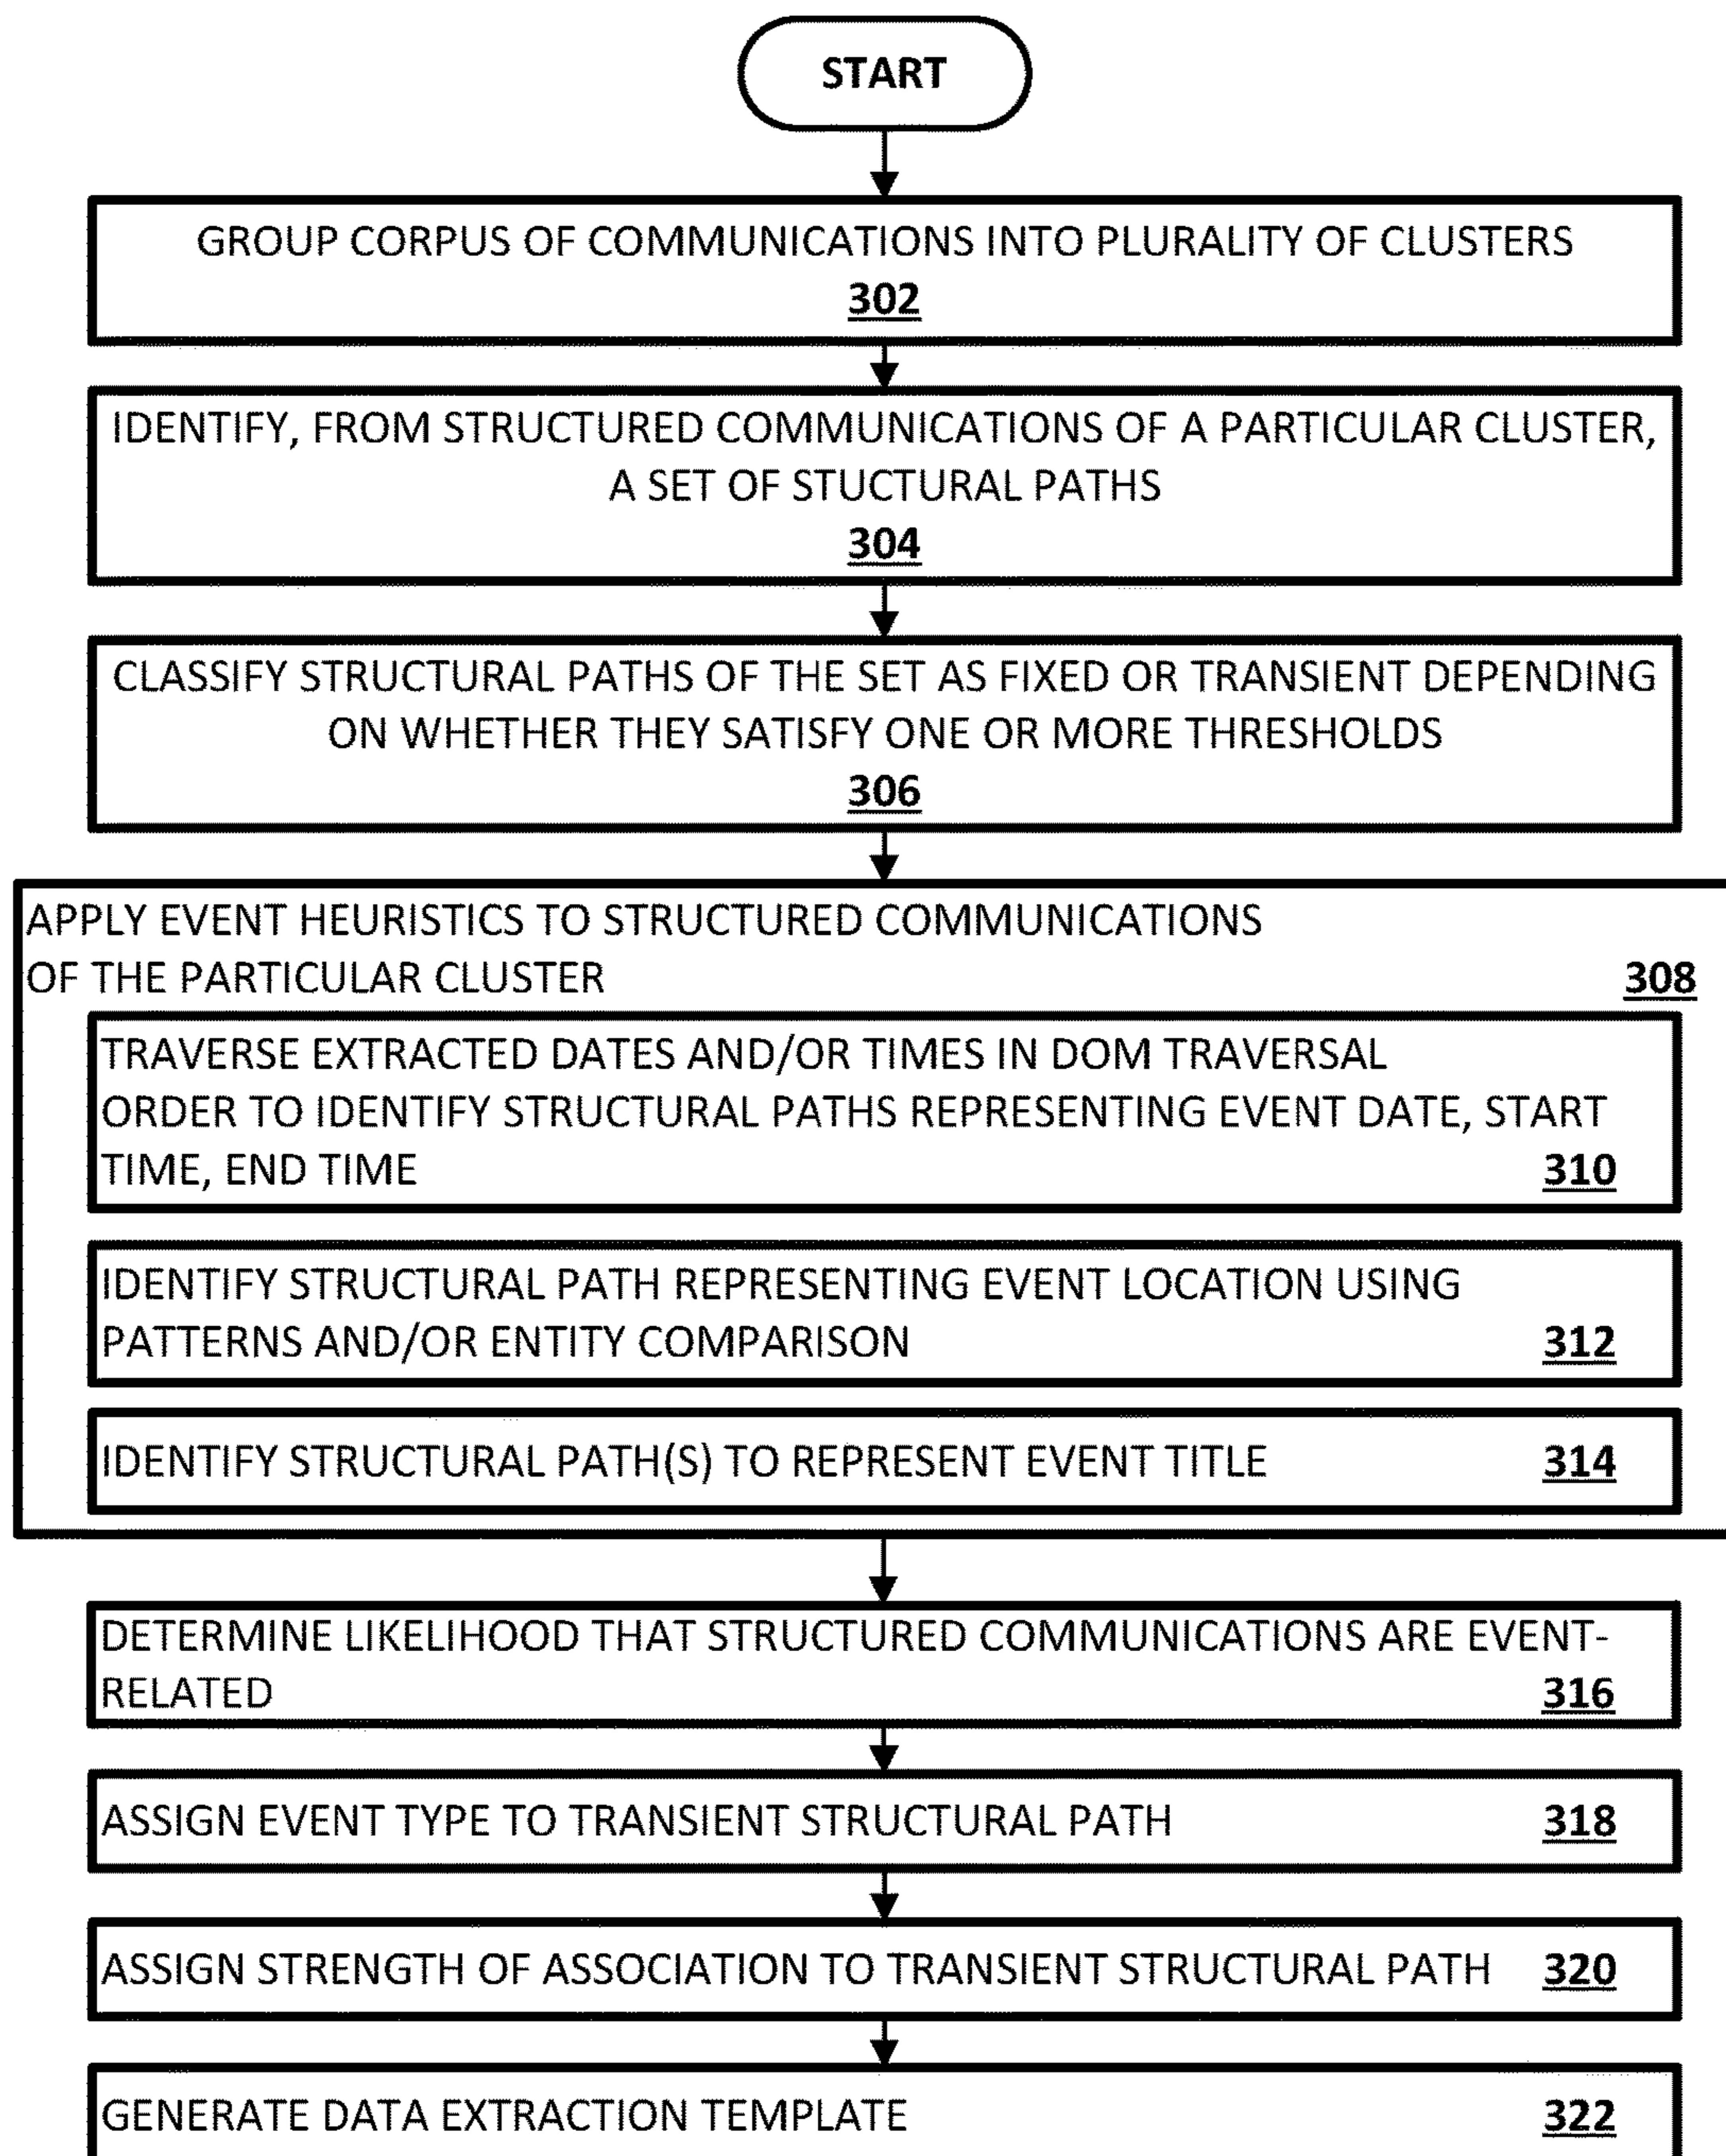 START
GROUP CORPUS OF COMMUNICATIONS INTO PLURALITY OF CLUSTERS
302
IDENTIFY, FROM STRUCTURED COMMUNICATIONS OF A PARTICULAR CLUSTER,
A SET OF STUCTURAL PATHS
304
CLASSIFY STRUCTURAL PATHS OF THE SET AS FIXED OR TRANSIENT DEPENDING
ON WHETHER THEY SATISFY ONE OR MORE THRESHOLDS
306
APPLY EVENT HEURISTICS TO STRUCTURED COMMUNICATIONS
OF THE PARTICULAR CLUSTER 308
TRAVERSE EXTRACTED DATES AND/OR TIMES IN DOM TRAVERSAL
ORDER TO IDENTIFY STRUCTURAL PATHS REPRESENTING EVENT DATE, START
TIME, END TIME 310
IDENTIFY STRUCTURAL PATH REPRESENTING EVENT LOCATION USING
PATTERNS AND/OR ENTITY COMPARISON 312
IDENTIFY STRUCTURAL PATH(S) TO REPRESENT EVENT TITLE 314
DETERMINE LIKELIHOOD THAT STRUCTURED COMMUNICATIONS ARE EVENT-
RELATED 316
ASSIGN EVENT TYPE TO TRANSIENT STRUCTURAL PATH 318
ASSIGN STRENGTH OF ASSOCIATION TO TRANSIENT STRUCTURAL PATH 320
GENERATE DATA EXTRACTION TEMPLATE 322